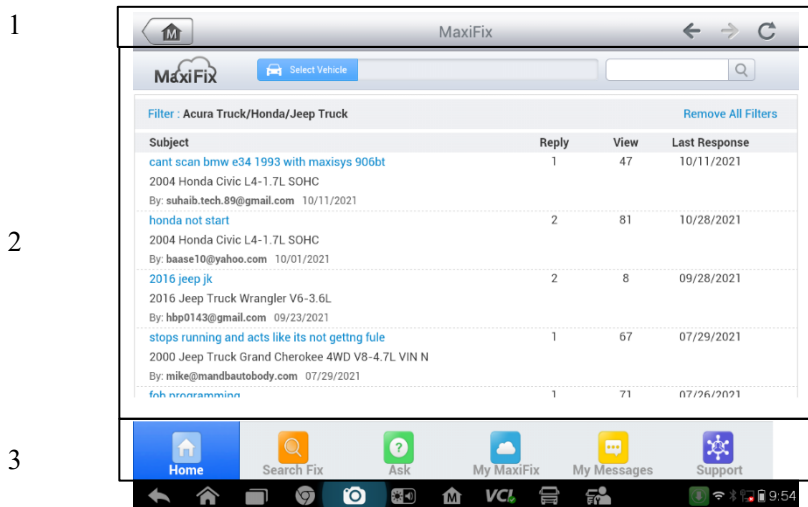 1
MaxiFix
MaxiFix Select Vehicle
Filter : Acura Truck/Honda/Jeep Truck Remove All Filters
Subject Reply View Last Response
cant scan bmw e34 1993 with maxisys 906bt 1 47 10/11/2021
2004 Honda Civic L4-1.7L SOHC
By: suhaib.tech.89@gmail.com 10/11/2021
honda not start 2 81 10/28/2021
2
2004 Honda Civic L4-1.7L SOHC
By: baase10@yahoo.com 10/01/2021
2016 jeep jk 2 8 09/28/2021
2016 Jeep Truck Wrangler V6-3.6L
By: hbp0143@gmail.com 09/23/2021
stops running and acts like its not gettng fule 1 67 07/29/2021
2000 Jeep Truck Grand Cherokee 4WD V8-4.7L VIN N
By: mike@mandbautobody.com 07/29/2021
fob programming 1 71 07/26/2021
3
Home Search Fix Ask My MaxiFix My Messages Support
M VCI 9:54